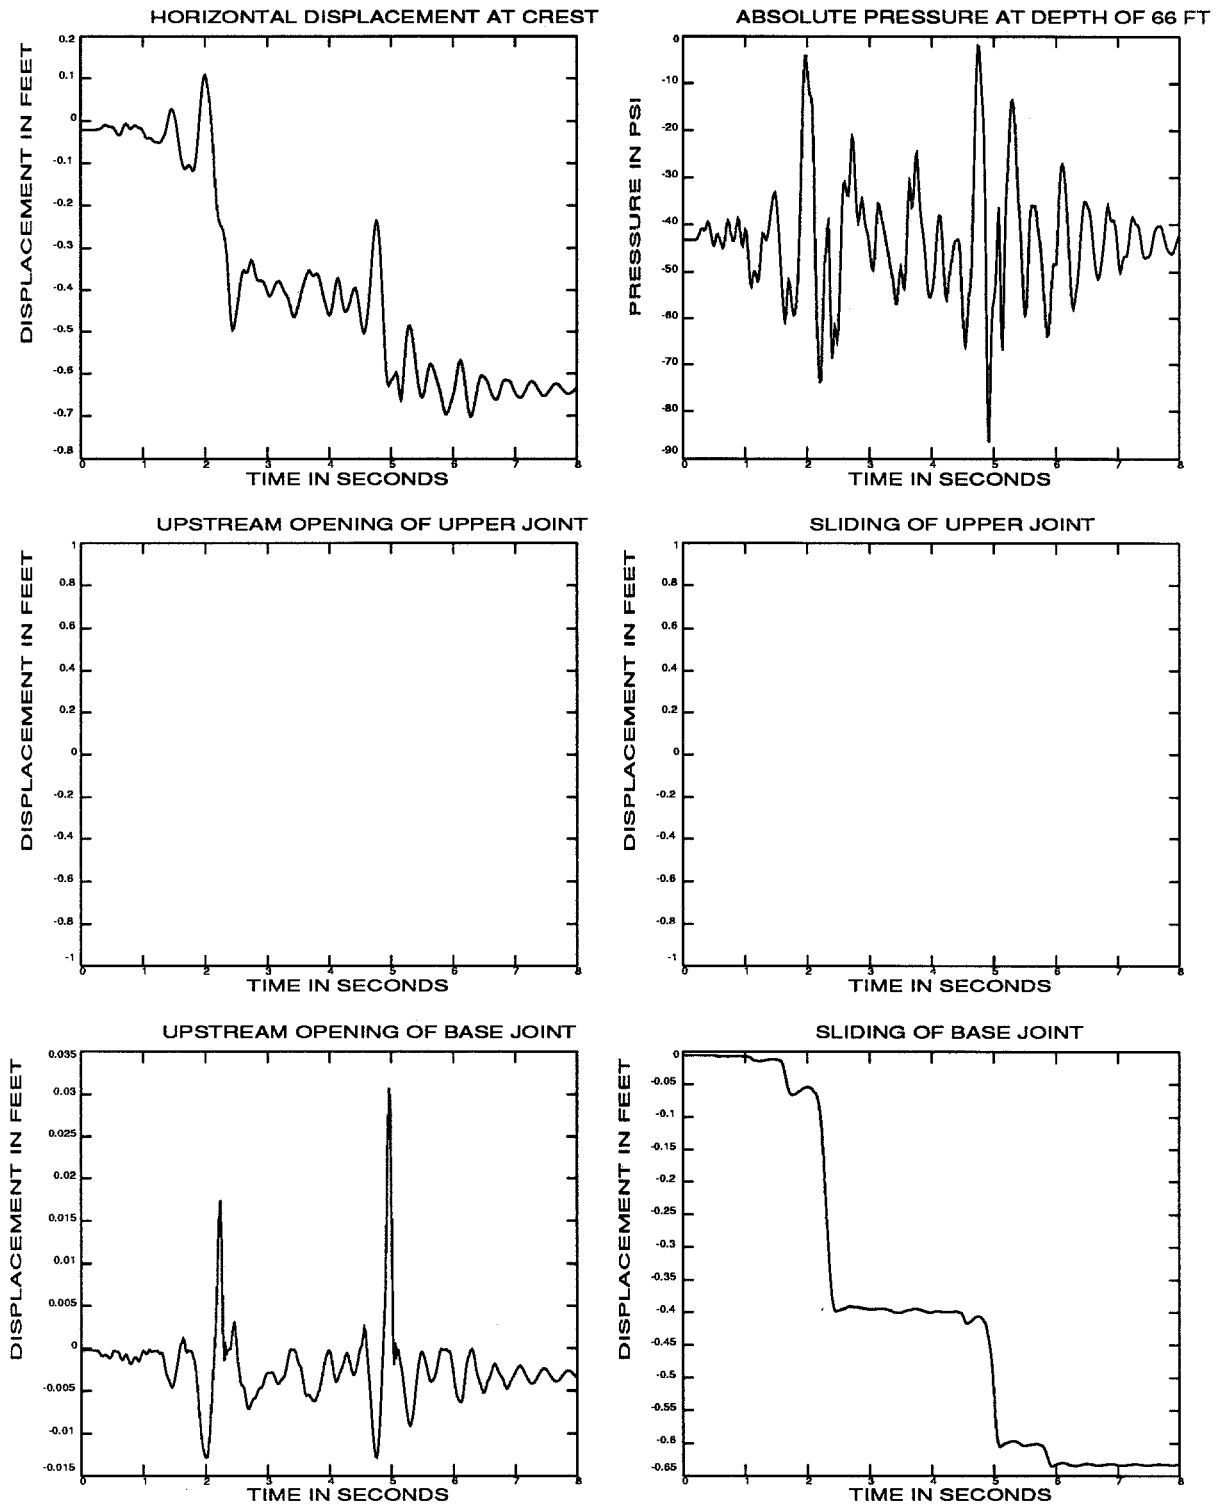 HORIZONTAL DISPLACEMENT AT CREST
DISPLACEMENT IN FEET
0.2
0.1
0
-0.1
-0.2
-0.3
-0.4
-0.5
-0.6
-0.7
-0.8
0 1 2 3 4 5 6 7 8
TIME IN SECONDS
ABSOLUTE PRESSURE AT DEPTH OF 66 FT
PRESSURE IN PSI
0
-10
-20
-30
-40
-50
-60
-70
-80
-90
0 1 2 3 4 5 6 7 8
TIME IN SECONDS
UPSTREAM OPENING OF UPPER JOINT
DISPLACEMENT IN FEET
1
0.8
0.6
0.4
0.2
0
-0.2
-0.4
-0.6
-0.8
-1
0 1 2 3 4 5 6 7 8
TIME IN SECONDS
SLIDING OF UPPER JOINT
DISPLACEMENT IN FEET
1
0.8
0.6
0.4
0.2
0
-0.2
-0.4
-0.6
-0.8
-1
0 1 2 3 4 5 6 7 8
TIME IN SECONDS
UPSTREAM OPENING OF BASE JOINT
DISPLACEMENT IN FEET
0.035
0.03
0.025
0.02
0.015
0.01
0.005
0
-0.005
-0.01
-0.015
0 1 2 3 4 5 6 7 8
TIME IN SECONDS
SLIDING OF BASE JOINT
DISPLACEMENT IN FEET
0
-0.05
-0.1
-0.15
-0.2
-0.25
-0.3
-0.35
-0.4
-0.45
-0.5
-0.55
-0.6
-0.65
0 1 2 3 4 5 6 7 8
TIME IN SECONDS